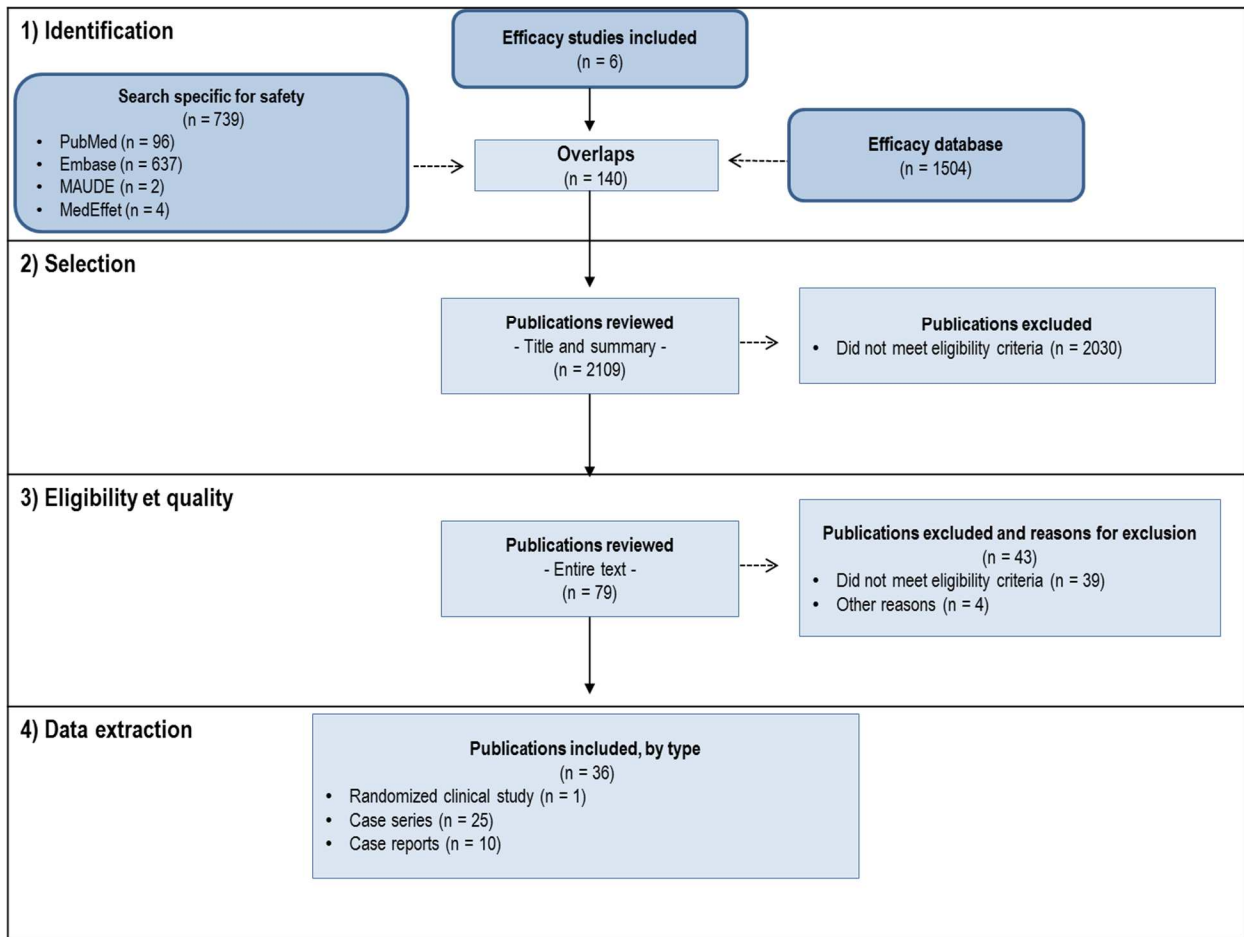 1) Identification
Efficacy studies included
(n = 6)
Search specific for safety
(n = 739)
• PubMed (n = 96)
• Embase (n = 637)
• MAUDE (n = 2)
• MedEffet (n = 4)
Overlaps
(n = 140)
Efficacy database
(n = 1504)
2) Selection
Publications reviewed
- Title and summary -
(n = 2109)
Publications excluded
• Did not meet eligibility criteria (n = 2030)
3) Eligibility et quality
Publications reviewed
- Entire text -
(n = 79)
Publications excluded and reasons for exclusion
(n = 43)
• Did not meet eligibility criteria (n = 39)
• Other reasons (n = 4)
4) Data extraction
Publications included, by type
(n = 36)
• Randomized clinical study (n = 1)
• Case series (n = 25)
• Case reports (n = 10)